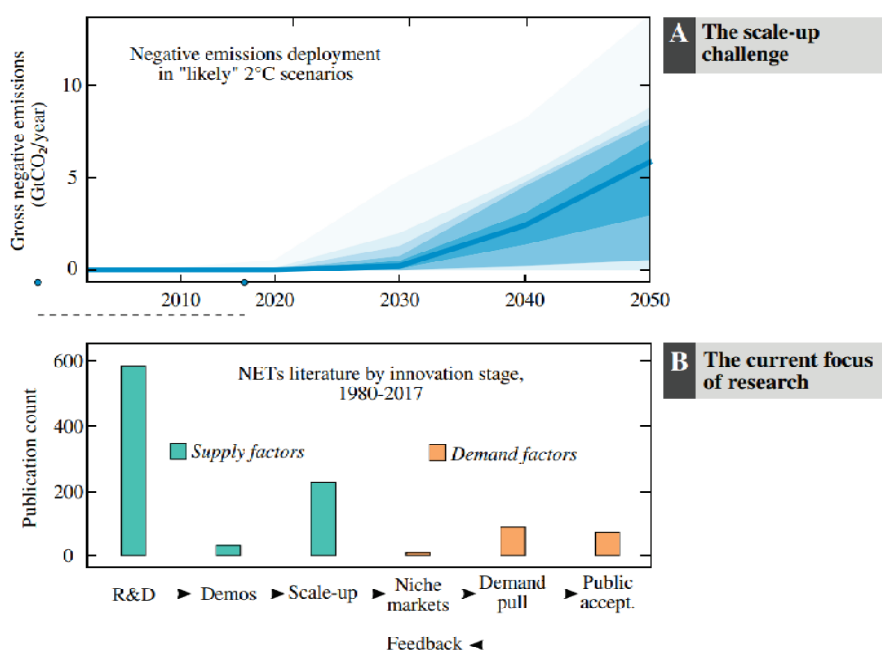 A The scale-up
challenge
Negative emissions deployment
in "likely" 2°C scenarios
Gross negative emissions
(GtCO2/year)
10
5
0
2010 2020 2030 2040 2050
B The current focus
of research
NETs literature by innovation stage,
1980-2017
Publication count
600
400
200
0
Supply factors
Demand factors
R&D ► Demos ► Scale-up ► Niche markets ► Demand pull ► Public accept.
Feedback ◄